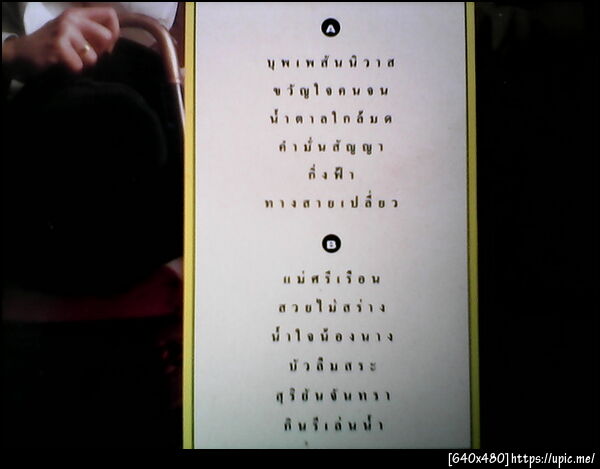 A
บุพเพสันนิวาส
ขวัญใจคนจน
น้ำตาลใกล้มด
คำมั่นสัญญา
กิ่งฟ้า
ทางสายเปลี่ยว
B
แม่ศรีเรือน
สวยไม่สร่าง
น้ำใจน้องนาง
บัวลืมสระ
สุริยันจันทรา
กินรีเล่นน้ำ
[640x480]https://upic.me/